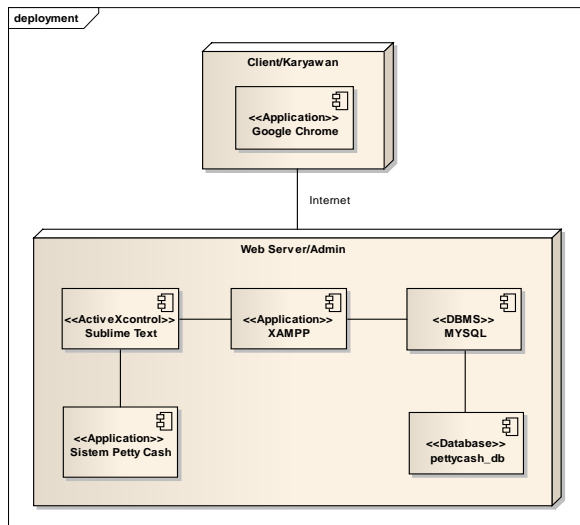 deployment
Client/Karyawan
<<Application>>
Google Chrome
Internet
Web Server/Admin
<<ActiveXcontrol>>
Sublime Text
<<Application>>
XAMPP
<<DBMS>>
MYSQL
<<Application>>
Sistem Petty Cash
<<Database>>
pettycash_db